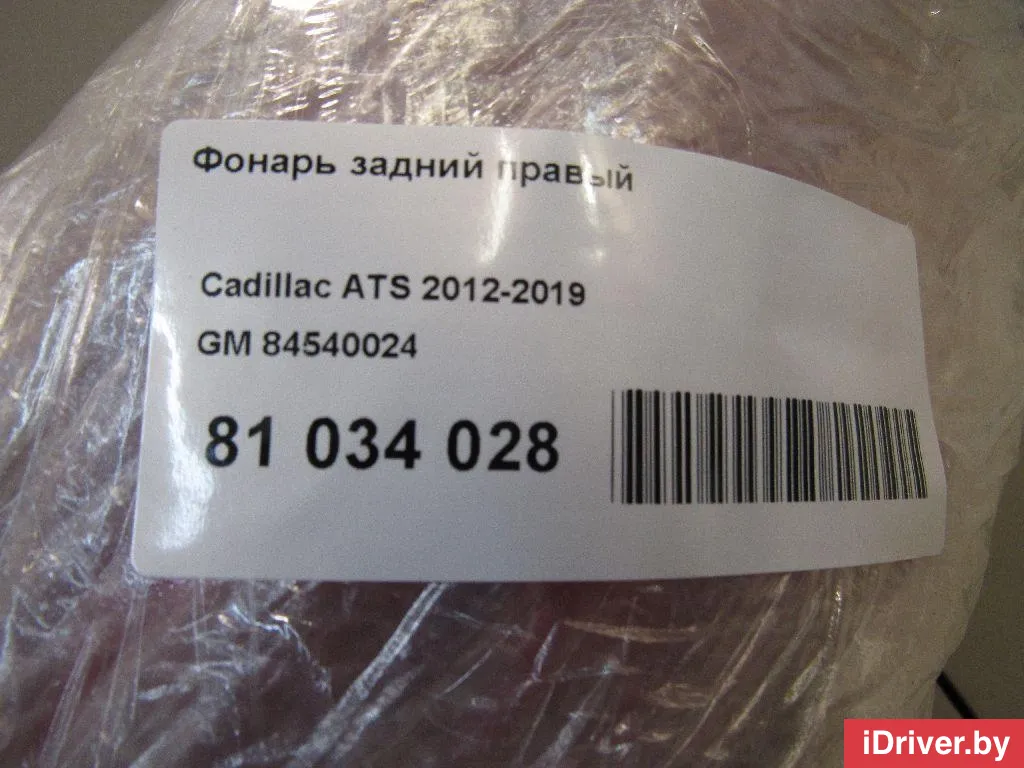 Фонарь задний правый
Cadillac ATS 2012-2019
GM 84540024
81 034 028
iDriver.by